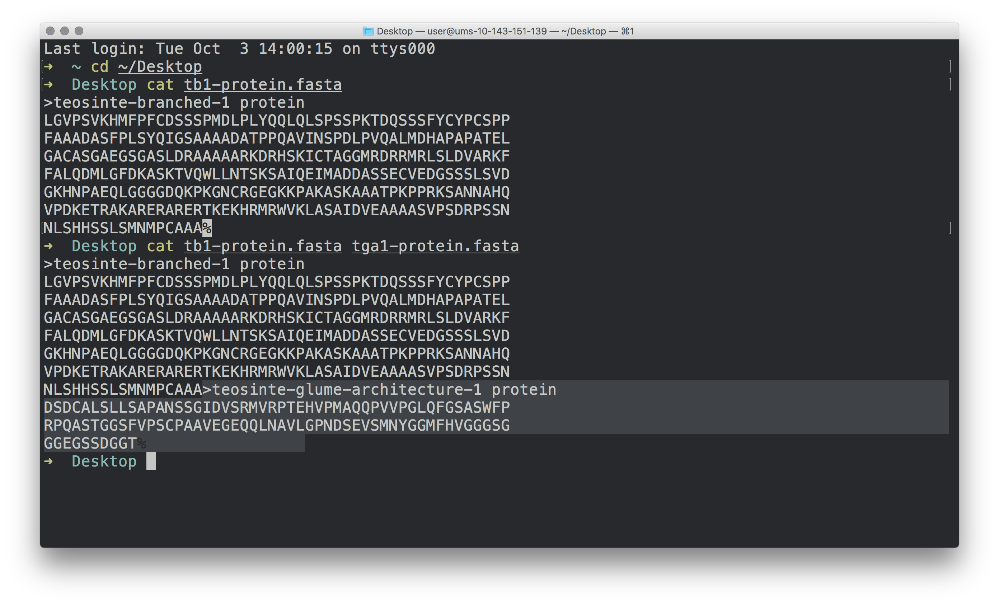 Desktop — user@ums-10-143-151-139 — ~/Desktop — ⌘1
Last login: Tue Oct  3 14:00:15 on ttys000
➜  ~ cd ~/Desktop
➜  Desktop cat tb1-protein.fasta
>teosinte-branched-1 protein
LGVPSVKHMFPFCDSSSPMDLPLYQQLQLSPSSPKTDQSSSFYCYPCSPP
FAAADASFPLSYQIGSAAAADATPPQAVINSPDLPVQALMDHAPAPATEL
GACASGAEGSGASLDRAAAAARKDRHSKICTAGGMRDRRMRLSLDVARKF
FALQDMLGFDKASKTVQWLLNTSKSAIQEIMADDASSECVEDGSSSLSVD
GKHNPAEQLGGGGDQKPKGNCRGEGKKPAKASKAAATPKPPRKSANNAHQ
VPDKETRAKARERARERTKEKHRMRWVKLASAIDVEAAAASVPSDRPSSN
NLSHHSSLSMNMPCAAA%
➜  Desktop cat tb1-protein.fasta tga1-protein.fasta
>teosinte-branched-1 protein
LGVPSVKHMFPFCDSSSPMDLPLYQQLQLSPSSPKTDQSSSFYCYPCSPP
FAAADASFPLSYQIGSAAAADATPPQAVINSPDLPVQALMDHAPAPATEL
GACASGAEGSGASLDRAAAAARKDRHSKICTAGGMRDRRMRLSLDVARKF
FALQDMLGFDKASKTVQWLLNTSKSAIQEIMADDASSECVEDGSSSLSVD
GKHNPAEQLGGGGDQKPKGNCRGEGKKPAKASKAAATPKPPRKSANNAHQ
VPDKETRAKARERARERTKEKHRMRWVKLASAIDVEAAAASVPSDRPSSN
NLSHHSSLSMNMPCAAA>teosinte-glume-architecture-1 protein
DSDCALSLLSAPANSSGIDVSRMVRPTEHVPMAQQPVVPGLQFGSASWFP
RPQASTGGSFVPSCPAAVEGEQQLNAVLGPNDSEVSMNYGGMFHVGGGSG
GGEGSSDGGT%
➜  Desktop